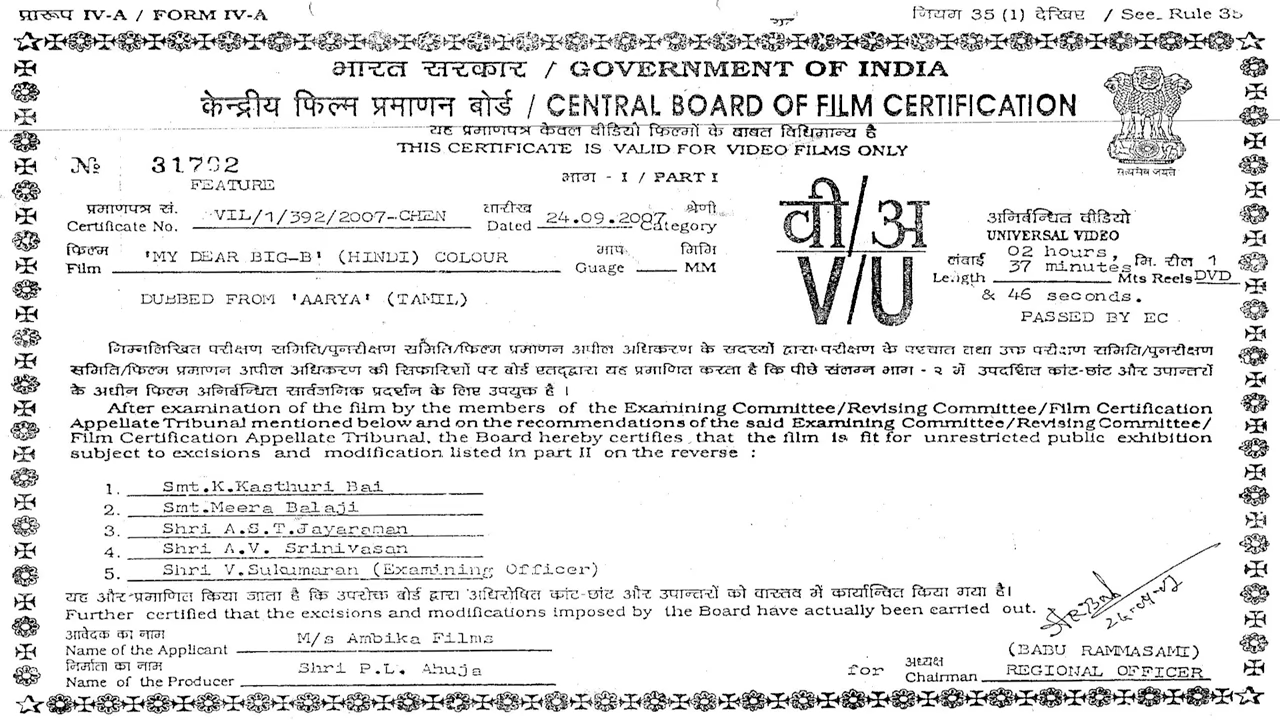 प्रारूप IV-A / FORM IV-A
नियम 35 (1) देखिए / See Rule 35
भारत सरकार / GOVERNMENT OF INDIA
केन्द्रीय फिल्म प्रमाणन बोर्ड / CENTRAL BOARD OF FILM CERTIFICATION
यह प्रमाणपत्र केवल वीडियो फिल्मों के बाबत विधिमान्य है
THIS CERTIFICATE IS VALID FOR VIDEO FILMS ONLY
सत्यमेव जयते
№
FEATURE
भाग - I / PART I
प्रमाणपत्र सं. तारीख श्रेणी
Certificate No. VIL/1/392/2007-CHEN Dated 24.09.2007 Category
वी/अ
V/U
अनिर्बन्धित वीडियो
UNIVERSAL VIDEO
फिल्म माप मिमि
Film 'MY DEAR BIG-B' (HINDI) COLOUR Guage MM
लंबाई 02 hours, मि. रील 1
Length 37 minutes Mts Reels DVD
& 46 seconds.
DUBBED FROM 'AARYA' (TAMIL)
PASSED BY EC
निम्नलिखित परीक्षण समिति/पुनरीक्षण समिति/फिल्म प्रमाणन अपील अधिकरण के सदस्यों द्वारा परीक्षण के पश्चात तथा उक्त परीक्षण समिति/पुनरीक्षण
समिति/फिल्म प्रमाणन अपील अधिकरण की सिफारिशों पर बोर्ड एतद्द्वारा यह प्रमाणित करता है कि पीछे संलग्न भाग - २ में उपदर्शित कांट-छांट और उपान्तरों
के अधीन फिल्म अनिर्बन्धित सार्वजनिक प्रदर्शन के लिए उपयुक्त है ।
After examination of the film by the members of the Examining Committee/Revising Committee/Film Certification
Appellate Tribunal mentioned below and on the recommendations of the said Examining Committee/Revising Committee/
Film Certification Appellate Tribunal, the Board hereby certifies that the film is fit for unrestricted public exhibition
subject to excisions and modification listed in part II on the reverse :
1. Smt.K.Kasthuri Bai
2. Smt.Meera Balaji
3. Shri A.S.T.Jayaraman
4. Shri A.V. Srinivasan
5. Shri V.Sukumaran (Examining Officer)
यह और प्रमाणित किया जाता है कि उपरोक्त बोर्ड द्वारा अधिरोपित कांट-छांट और उपान्तरों को वास्तव में कार्यान्वित किया गया है।
Further certified that the excisions and modifications imposed by the Board have actually been carried out.
आवेदक का नाम
Name of the Applicant M/s Ambika Films
निर्माता का नाम
Name of the Producer Shri P.L. Ahuja
(BABU RAMMASAMI)
for अध्यक्ष
Chairman REGIONAL OFFICER